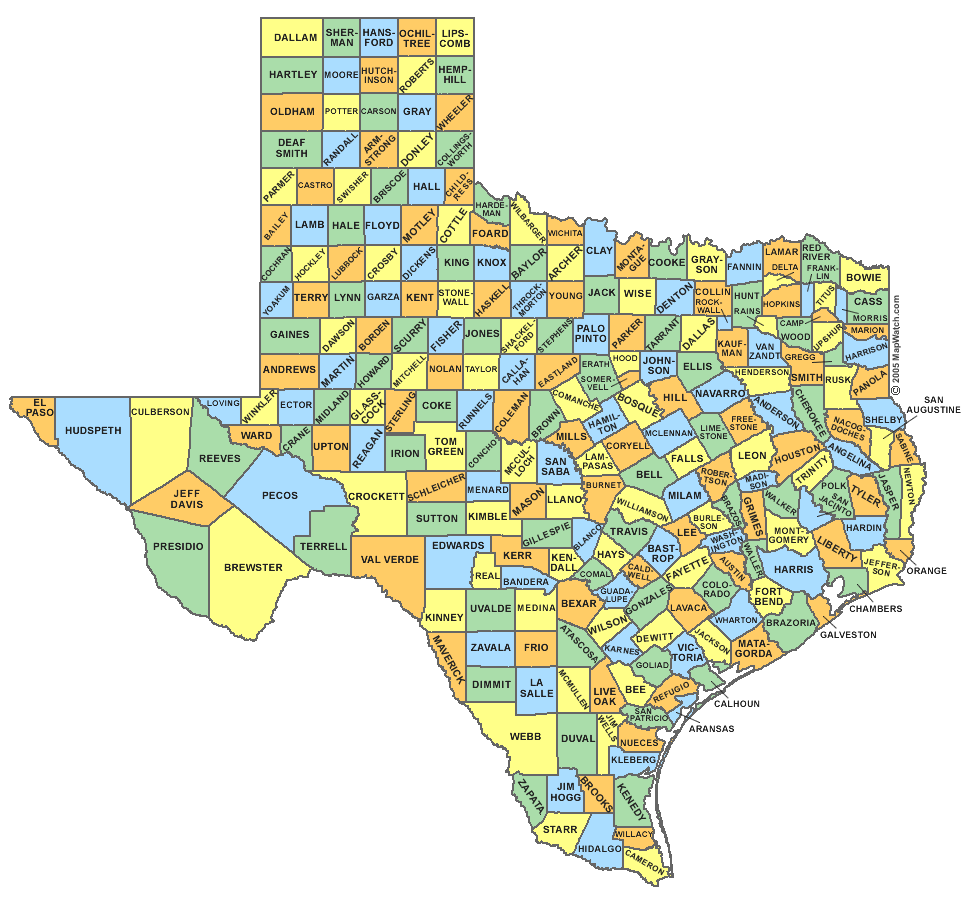 DALLAM
SHER-
MAN
HANS-
FORD
OCHIL-
TREE
LIPS-
COMB
HARTLEY
MOORE
HUTCH-
INSON
ROBERTS
HEMP-
HILL
OLDHAM
POTTER
CARSON
GRAY
WHEELER
DEAF
SMITH
RANDALL
ARM-
STRONG
DONLEY
COLLINGS-
WORTH
PARMER
CASTRO
SWISHER
BRISCOE
HALL
CHILD-
RESS
BAILEY
LAMB
HALE
FLOYD
MOTLEY
COTTLE
HARDE-
MAN
FOARD
WILBARGER
WICHITA
CLAY
MONTA-
GUE
COOKE
GRAY-
SON
FANNIN
LAMAR
DELTA
RED
RIVER
FRANK-
LIN
BOWIE
COCHRAN
HOCKLEY
LUBBOCK
CROSBY
DICKENS
KING
KNOX
BAYLOR
ARCHER
YOAKUM
TERRY
LYNN
GARZA
KENT
STONE-
WALL
HASKELL
THROCK-
MORTON
YOUNG
JACK
WISE
DENTON
COLLIN
ROCK-
WALL
HUNT
RAINS
HOPKINS
TITUS
CASS
MORRIS
CAMP
WOOD
UPSHUR
MARION
HARRISON
GREGG
GAINES
DAWSON
BORDEN
SCURRY
FISHER
JONES
SHACKEL
FORD
STEPHENS
PALO
PINTO
PARKER
TARRANT
DALLAS
KAUF-
MAN
VAN
ZANDT
SMITH
RUSK
PANOLA
ANDREWS
MARTIN
HOWARD
MITCHELL
NOLAN
TAYLOR
CALLA-
HAN
EASTLAND
ERATH
HOOD
SOMER-
VELL
JOHN-
SON
ELLIS
HENDERSON
EL
PASO
HUDSPETH
CULBERSON
LOVING
WINKLER
ECTOR
MIDLAND
GLASS-
COCK
STERLING
COKE
RUNNELS
COLEMAN
BROWN
COMANCHE
BOSQUE
HILL
NAVARRO
ANDERSON
CHEROKEE
NACOG-
DOCHES
SHELBY
SAN
AUGUSTINE
SABINE
REEVES
WARD
CRANE
UPTON
REAGAN
IRION
TOM
GREEN
CONCHO
MCCUL-
LOCH
SAN
SABA
MILLS
HAMIL-
TON
CORYELL
MCLENNAN
LIME-
STONE
FREE-
STONE
LEON
HOUSTON
ANGELINA
TRINITY
JEFF
DAVIS
PECOS
CROCKETT
SCHLEICHER
MENARD
MASON
LLANO
LAM-
PASAS
BURNET
BELL
FALLS
ROBER-
TSON
MADI-
SON
WALKER
POLK
SAN
JACINTO
TYLER
JASPER
NEWTON
PRESIDIO
BREWSTER
TERRELL
VAL VERDE
SUTTON
KIMBLE
GILLESPIE
BLANCO
WILLIAMSON
MILAM
BRAZOS
GRIMES
BURLE-
SON
LEE
TRAVIS
HAYS
BAST-
ROP
WASH-
INGTON
WALLER
MONT-
GOMERY
LIBERTY
HARDIN
ORANGE
EDWARDS
KERR
REAL
BANDERA
KEN-
DALL
COMAL
CALD-
WELL
FAYETTE
AUSTIN
HARRIS
JEFFER-
SON
CHAMBERS
KINNEY
UVALDE
MEDINA
BEXAR
GUADA-
LUPE
GONZALES
COLO-
RADO
LAVACA
WHARTON
FORT
BEND
BRAZORIA
GALVESTON
MAVERICK
ZAVALA
FRIO
ATASCOSA
WILSON
KARNES
DEWITT
JACKSON
MATA-
GORDA
VIC-
TORIA
GOLIAD
CALHOUN
DIMMIT
LA
SALLE
MCMULLEN
LIVE
OAK
BEE
REFUGIO
ARANSAS
SAN
PATRICIO
WEBB
DUVAL
JIM
WELLS
NUECES
KLEBERG
ZAPATA
JIM
HOGG
BROOKS
KENEDY
STARR
HIDALGO
WILLACY
CAMERON
© 2005 MapWatch.com